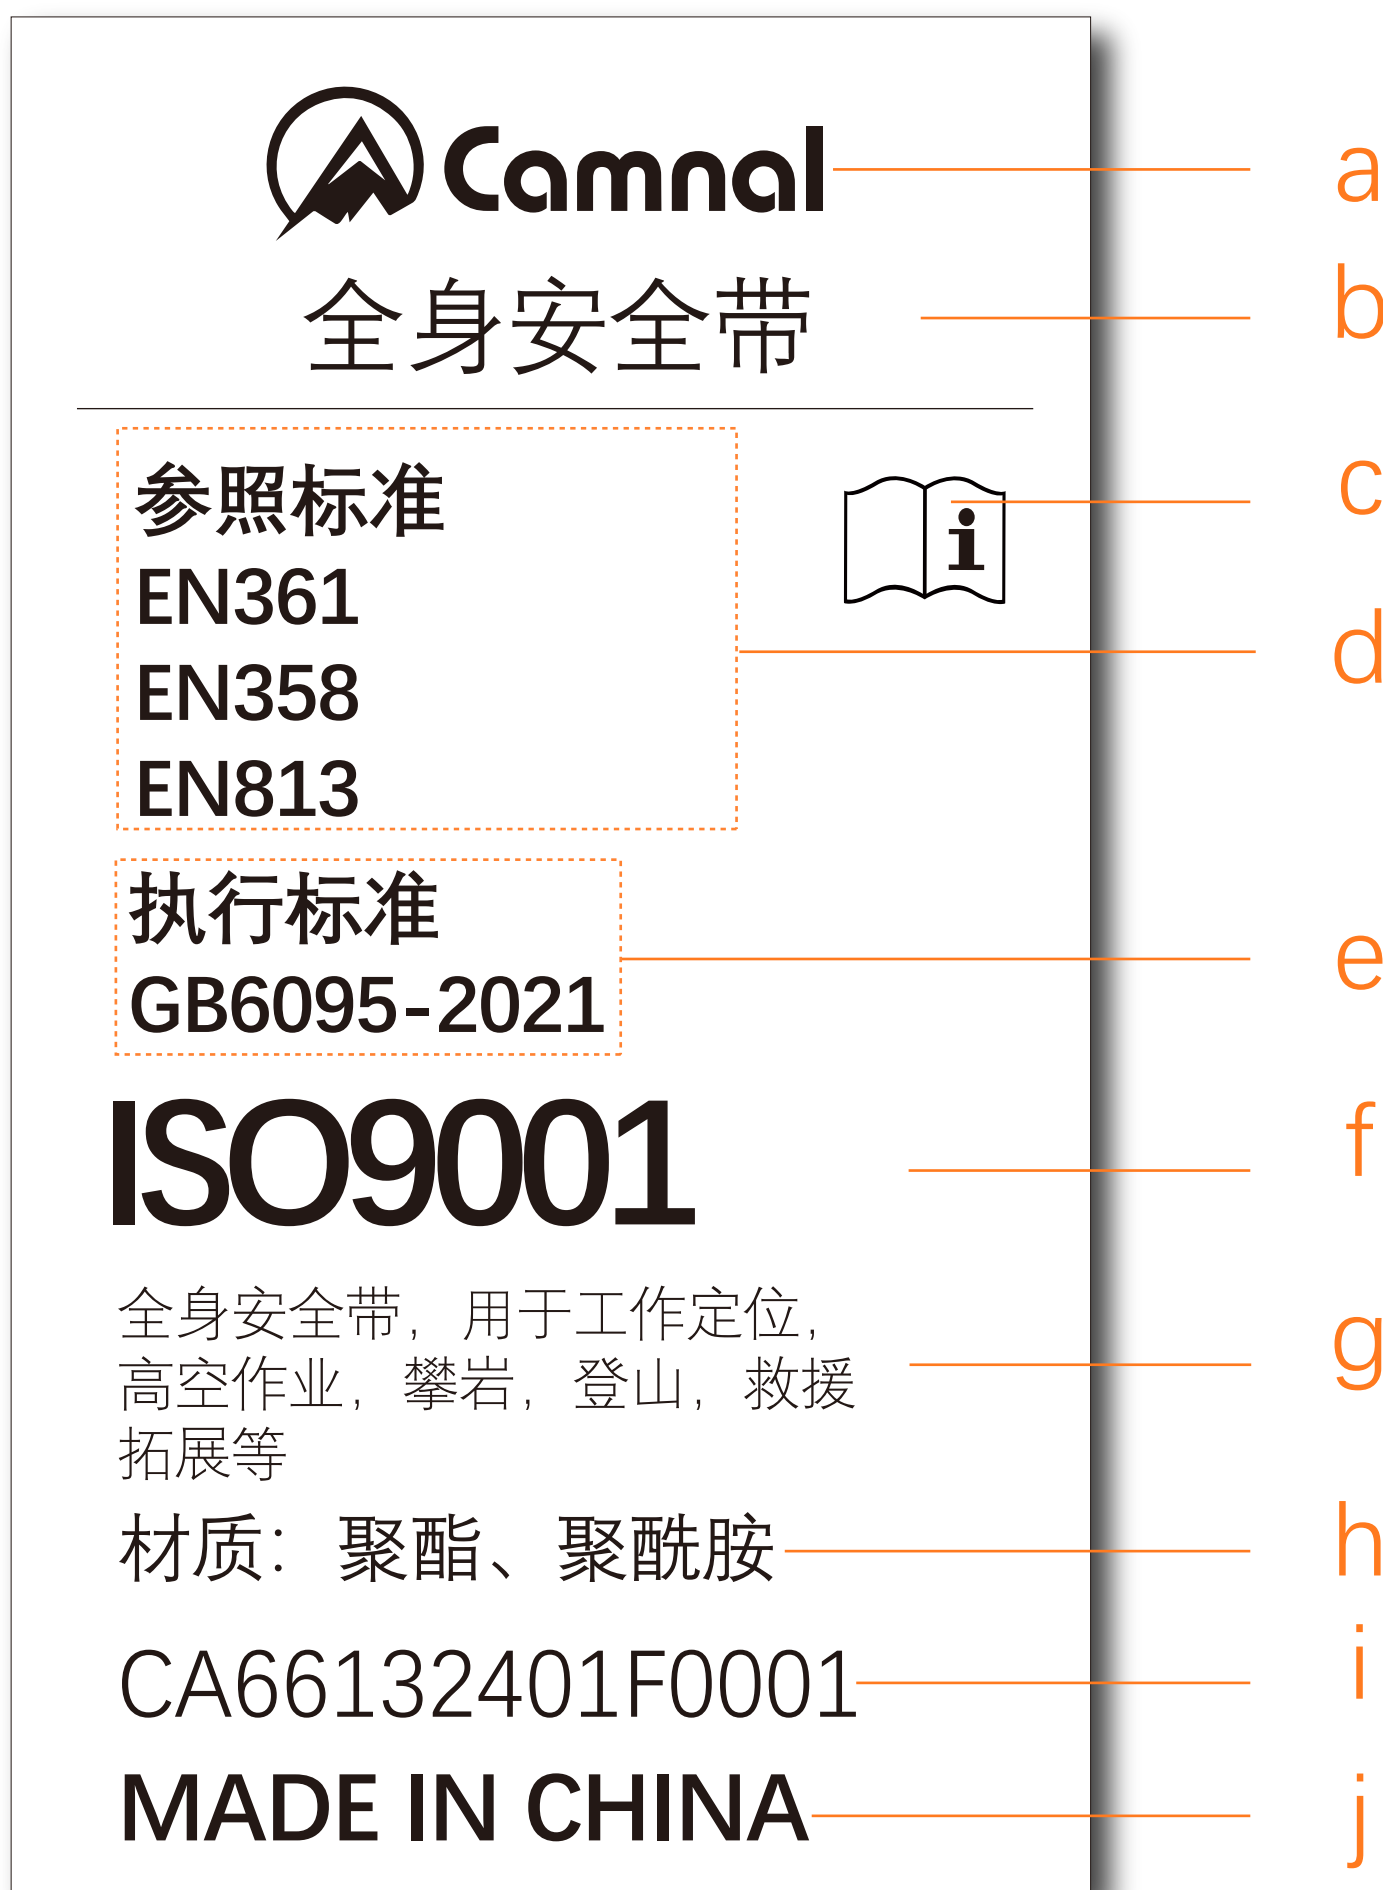 Camnal
a
全身安全带
b
参照标准
i
c
EN361
EN358
d
EN813
执行标准
e
GB6095-2021
ISO9001
f
全身安全带，用于工作定位，
高空作业，攀岩，登山，救援
拓展等
g
材质：聚酯、聚酰胺
h
CA66132401F0001
i
MADE IN CHINA
j